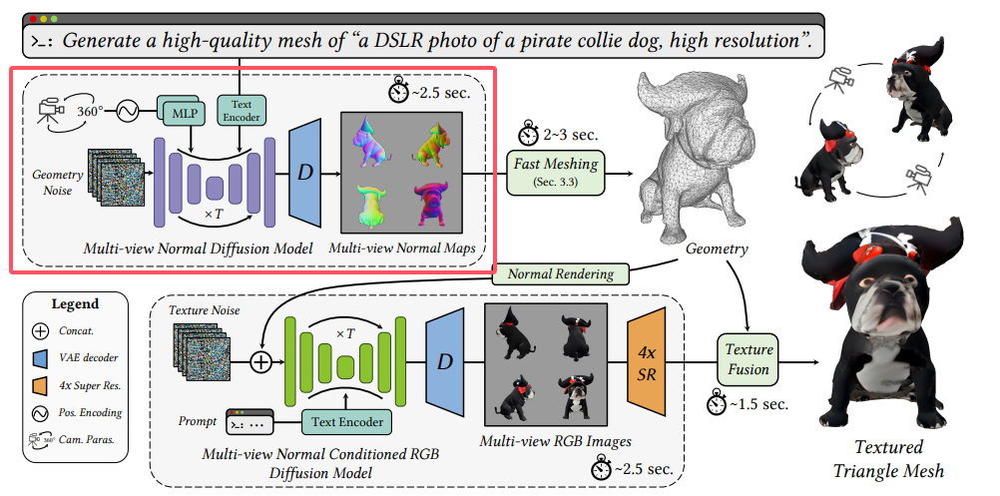 >_: Generate a high-quality mesh of “a DSLR photo of a pirate collie dog, high resolution”.
~2.5 sec.
360°
MLP
Text
Encoder
Geometry
Noise
×T
D
Multi-view Normal Diffusion Model
Multi-view Normal Maps
2~3 sec.
Fast Meshing
(Sec. 3.3)
Geometry
Normal Rendering
Legend
Concat.
VAE decoder
4x Super Res.
Pos. Encoding
360°
Cam. Paras.
Texture Noise
×T
D
4x
SR
Prompt
>_: ...
Text Encoder
Multi-view RGB Images
Multi-view Normal Conditioned RGB
Diffusion Model
~2.5 sec.
Texture
Fusion
~1.5 sec.
Textured
Triangle Mesh